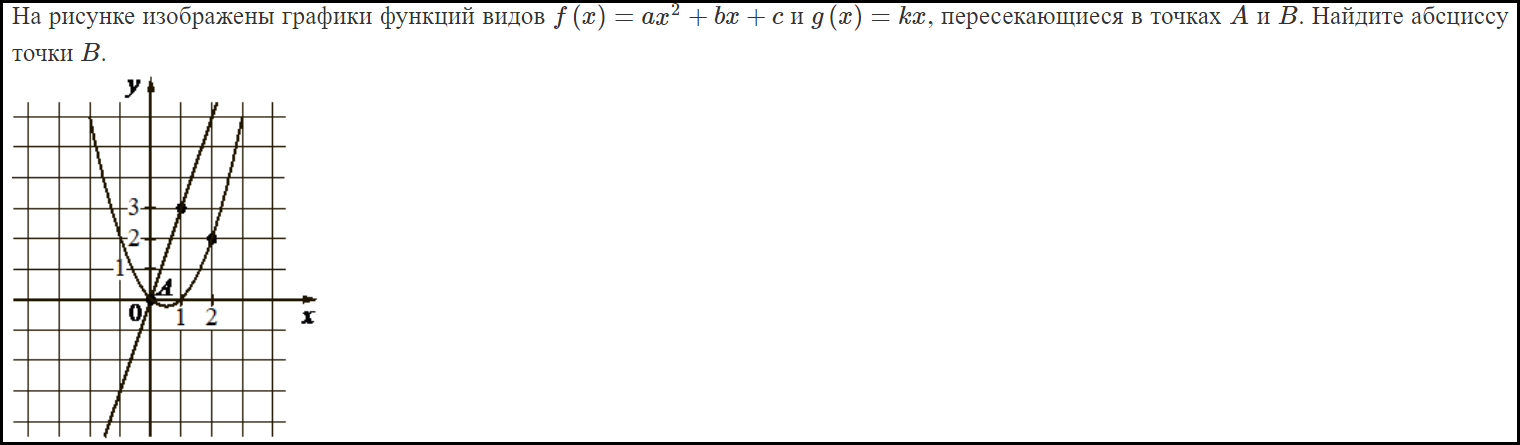 На рисунке изображены графики функций видов f (x) = ax² + bx + c и g (x) = kx, пересекающиеся в точках A и B. Найдите абсциссу
точки B.
y
3
2
1
A
0
1 2
x